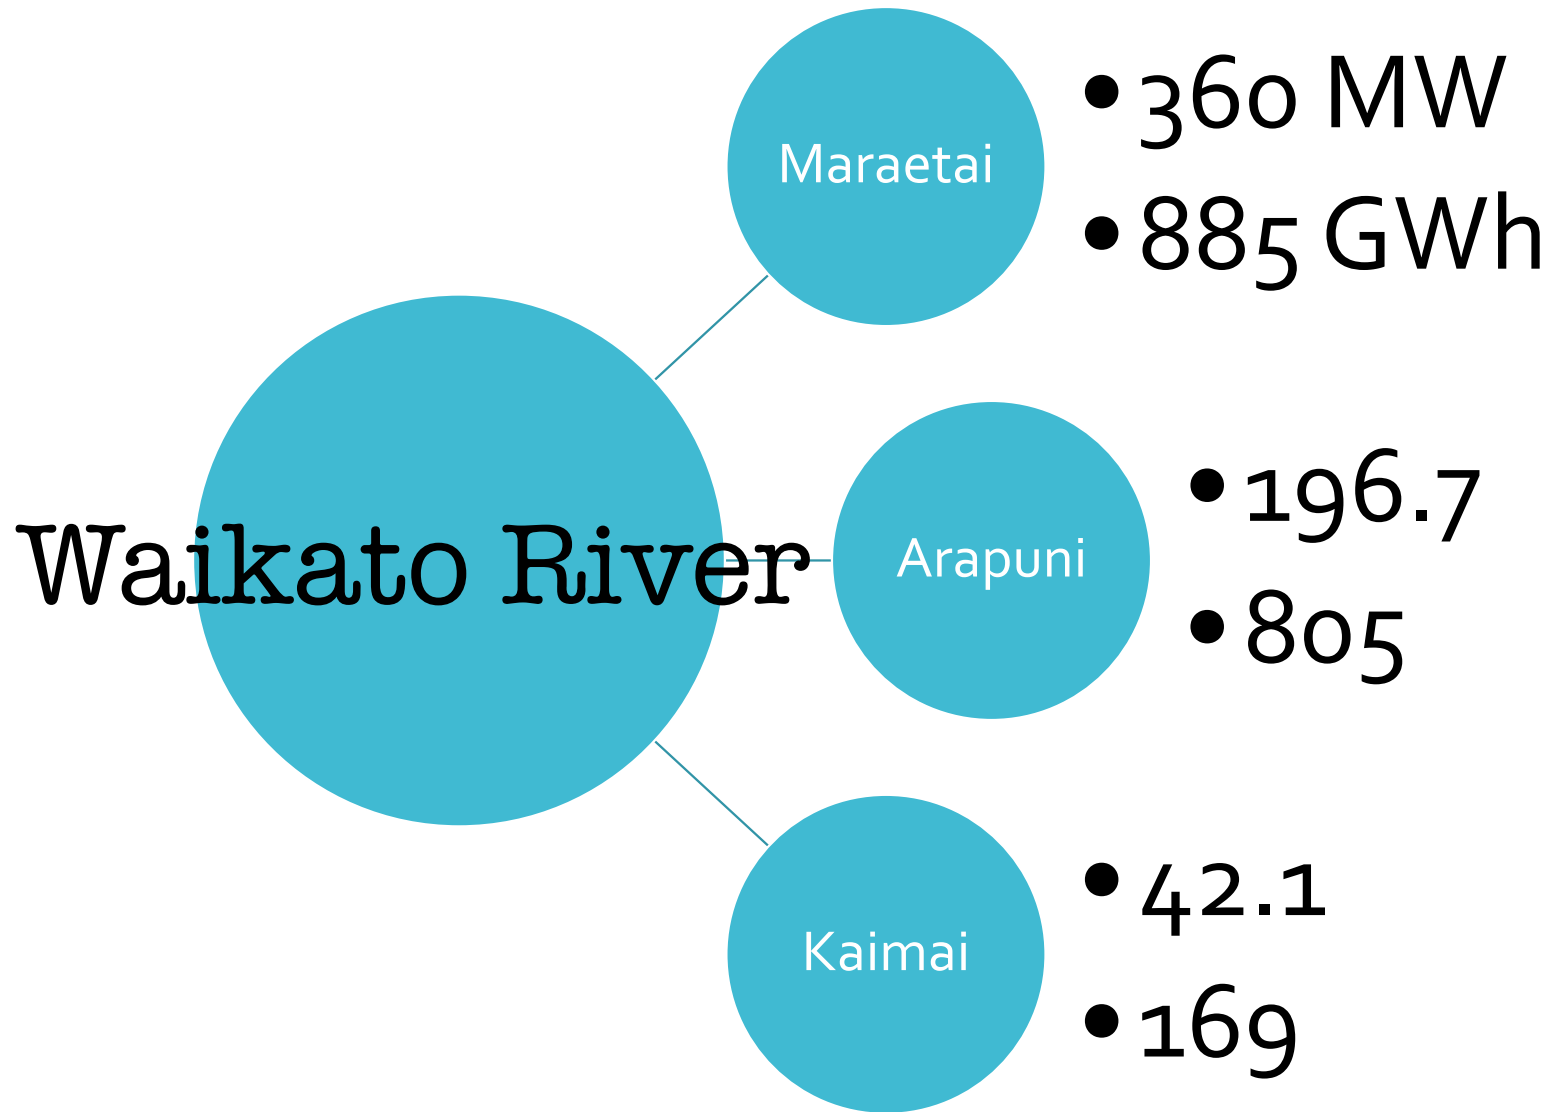 Waikato River
Maraetai
• 360 MW
• 885 GWh
Arapuni
• 196.7
• 805
Kaimai
• 42.1
• 169